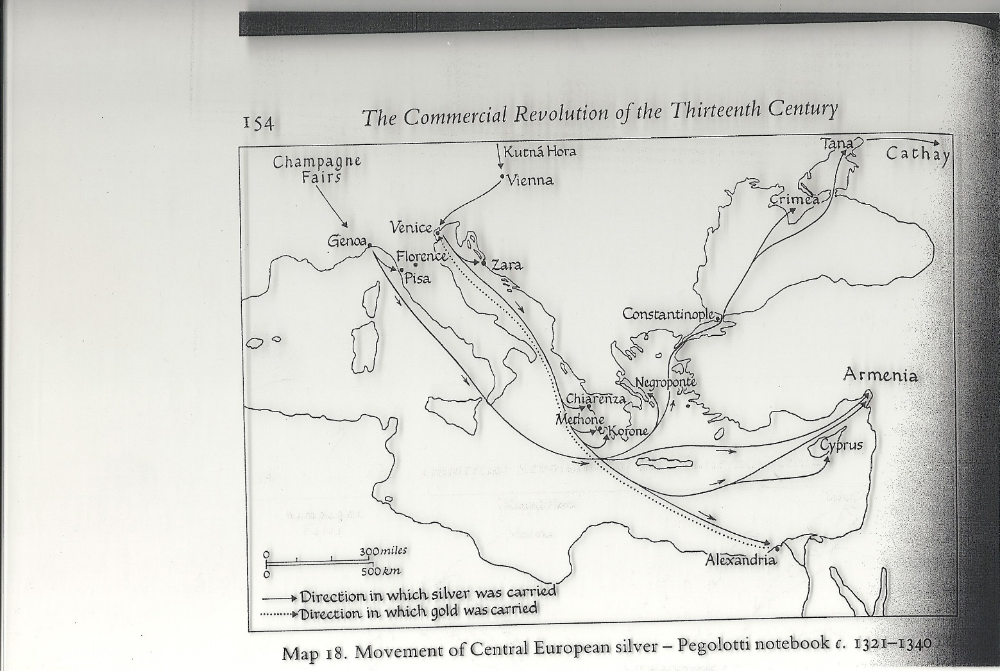 154
The Commercial Revolution of the Thirteenth Century
Tana
Cathay
Kutná Hora
Champagne
Fairs
Vienna
Crimea
Venice
Genoa
Florence
Zara
Pisa
Constantinople
Armenia
Negroponte
Chiarenza
Methone
Korone
Cyprus
Alexandria
0 300 miles
0 500 km
Direction in which silver was carried
Direction in which gold was carried
Map 18. Movement of Central European silver – Pegolotti notebook c. 1321–1340